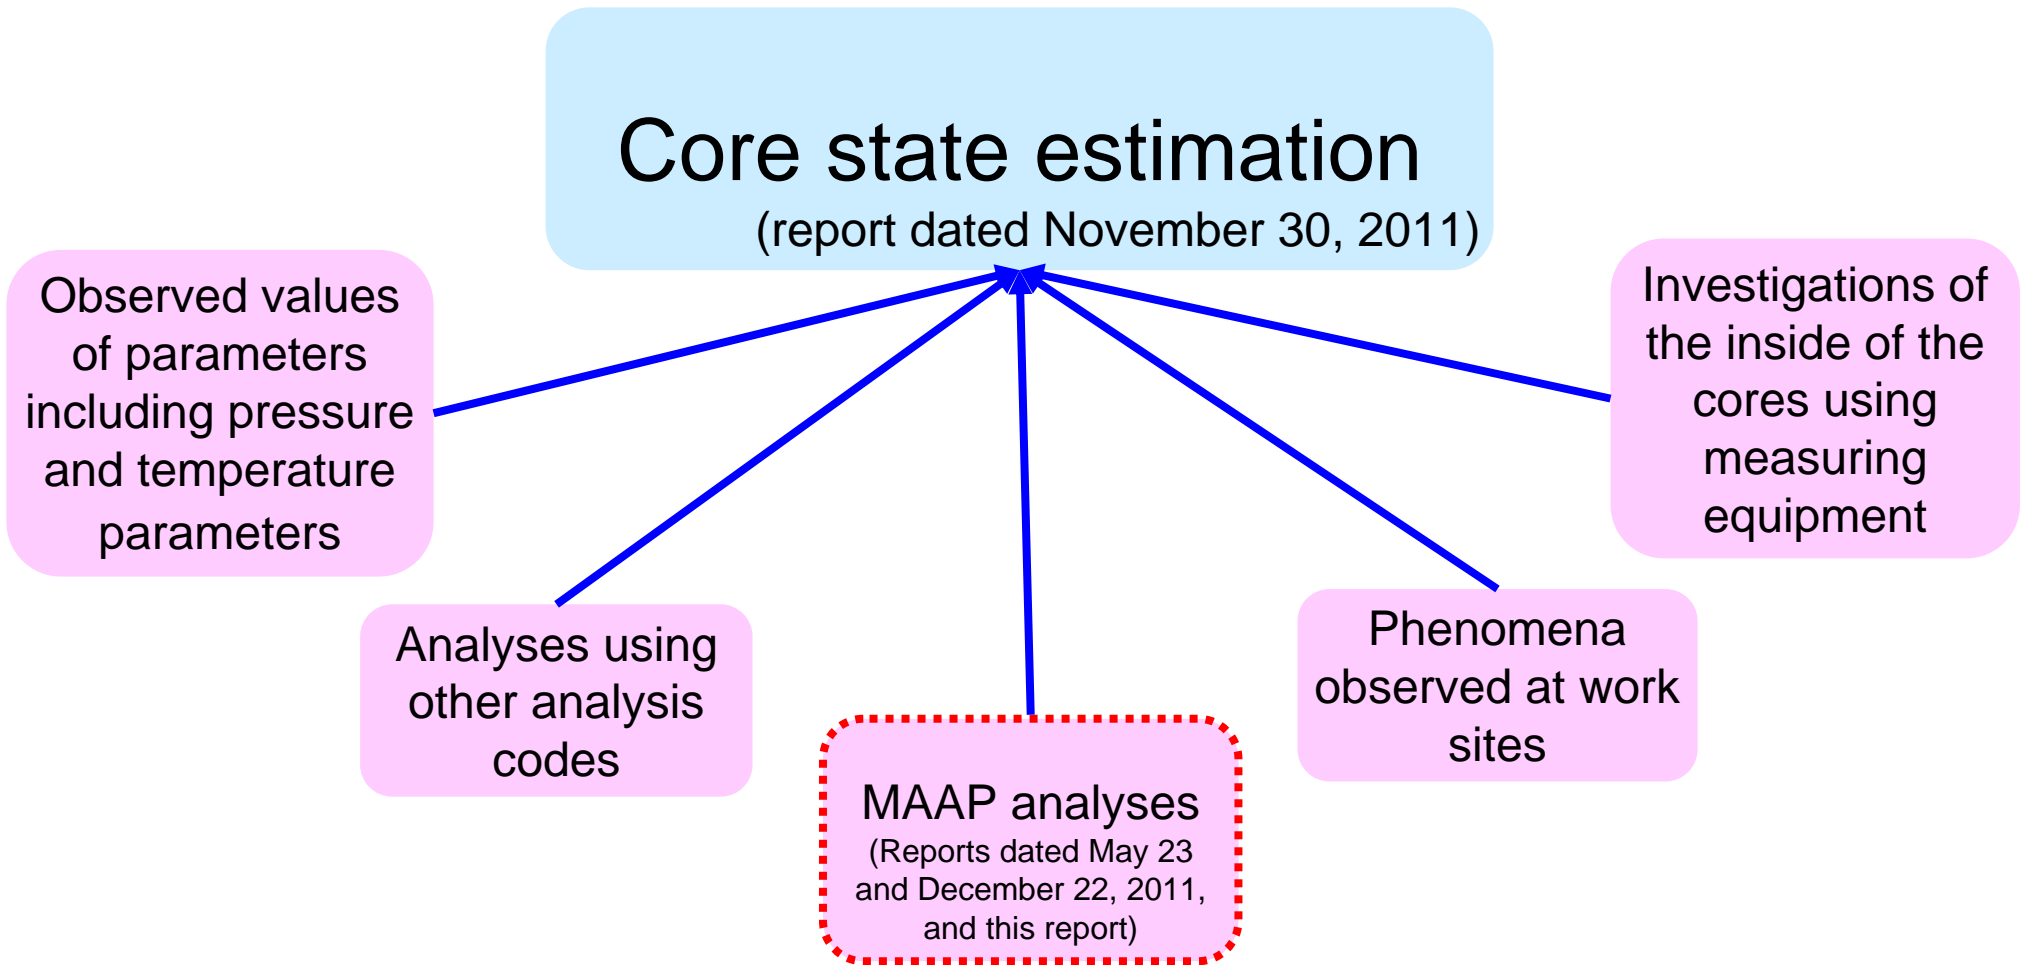 Core state estimation
(report dated November 30, 2011)
Observed values
of parameters
including pressure
and temperature
parameters
Analyses using
other analysis
codes
MAAP analyses
(Reports dated May 23
and December 22, 2011,
and this report)
Phenomena
observed at work
sites
Investigations of
the inside of the
cores using
measuring
equipment